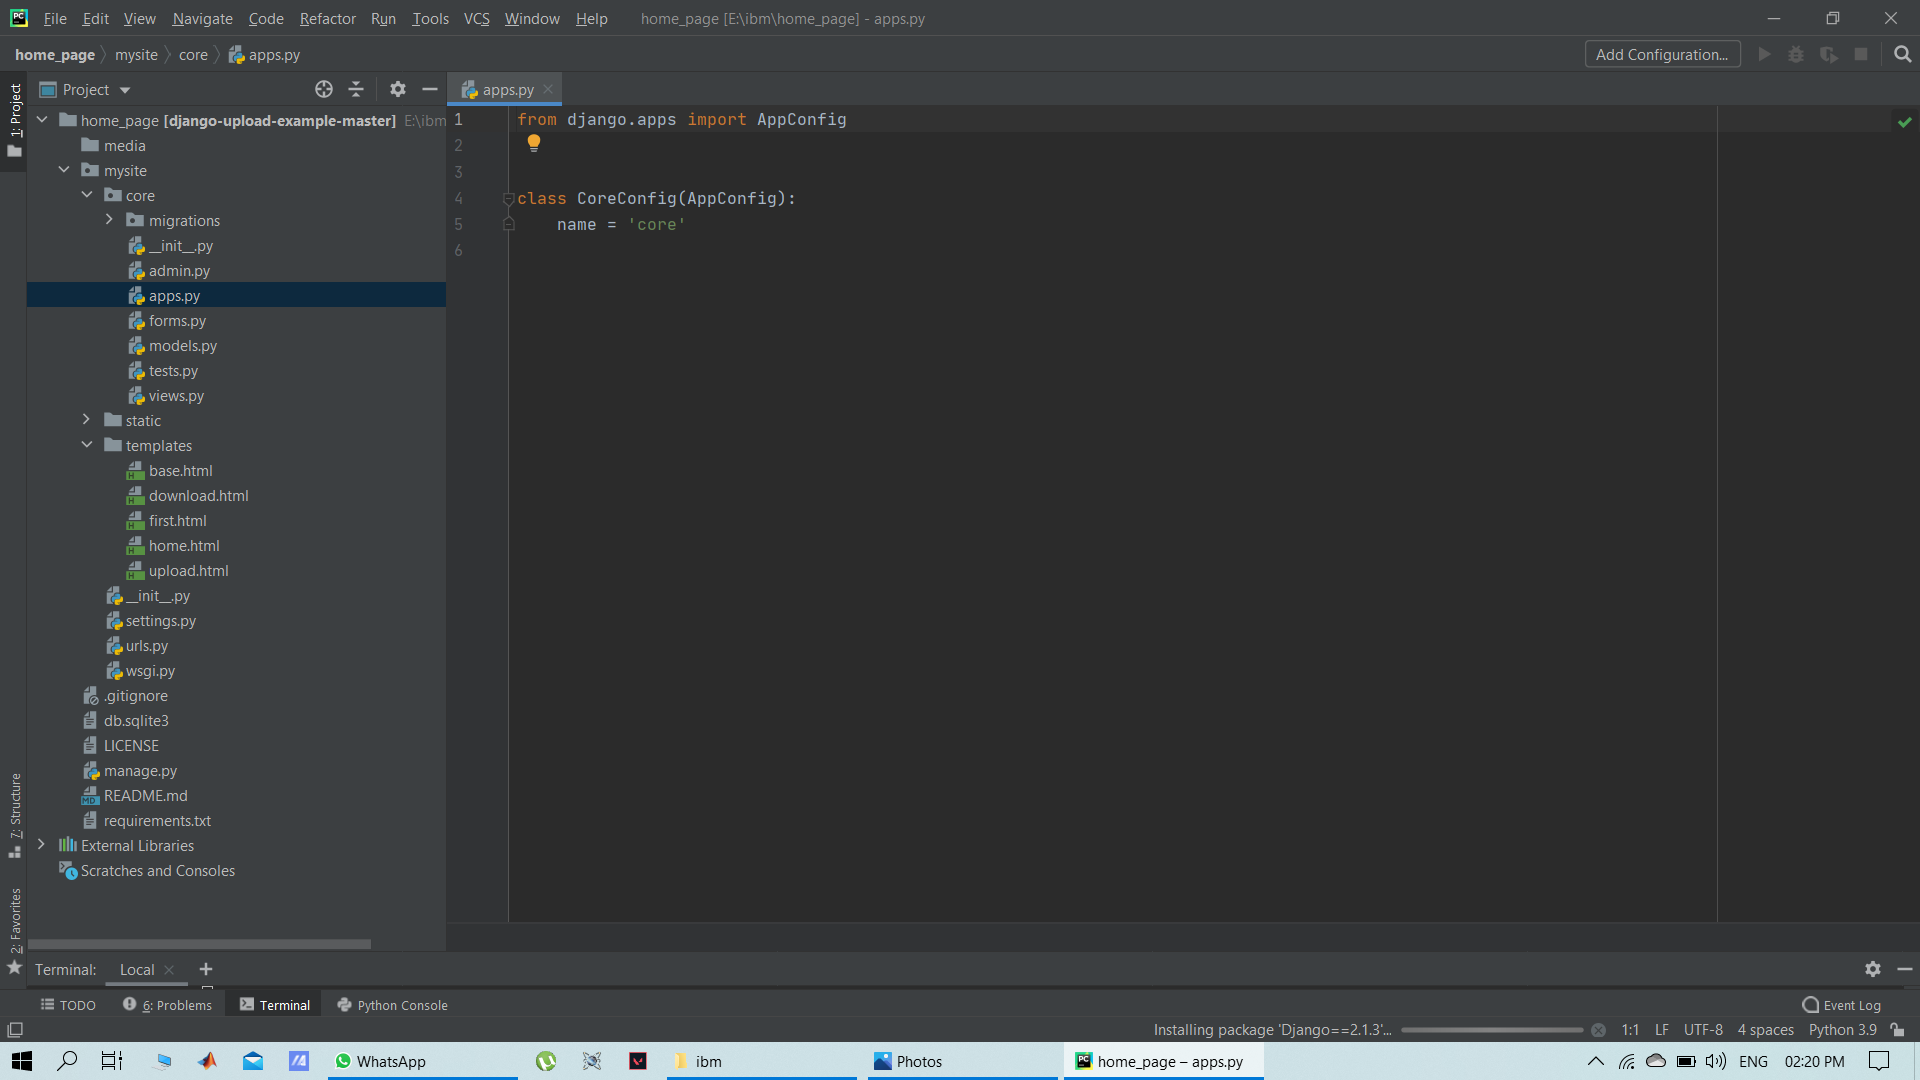 File Edit View Navigate Code Refactor Run Tools VCS Window Help home_page [E:\ibm\home_page] - apps.py
home_page mysite core apps.py Add Configuration...
1: Project
Project
apps.py
home_page [django-upload-example-master] E:\ibm
media
mysite
core
migrations
__init__.py
admin.py
apps.py
forms.py
models.py
tests.py
views.py
static
templates
base.html
download.html
first.html
home.html
upload.html
__init__.py
settings.py
urls.py
wsgi.py
.gitignore
db.sqlite3
LICENSE
manage.py
README.md
requirements.txt
External Libraries
Scratches and Consoles
1 from django.apps import AppConfig
2
3
4 class CoreConfig(AppConfig):
5 name = 'core'
6
7: Structure
2: Favorites
Terminal: Local
TODO 6: Problems Terminal Python Console Event Log
Installing package 'Django==2.1.3'... 1:1 LF UTF-8 4 spaces Python 3.9
WhatsApp ibm Photos home_page – apps.py ENG 02:20 PM